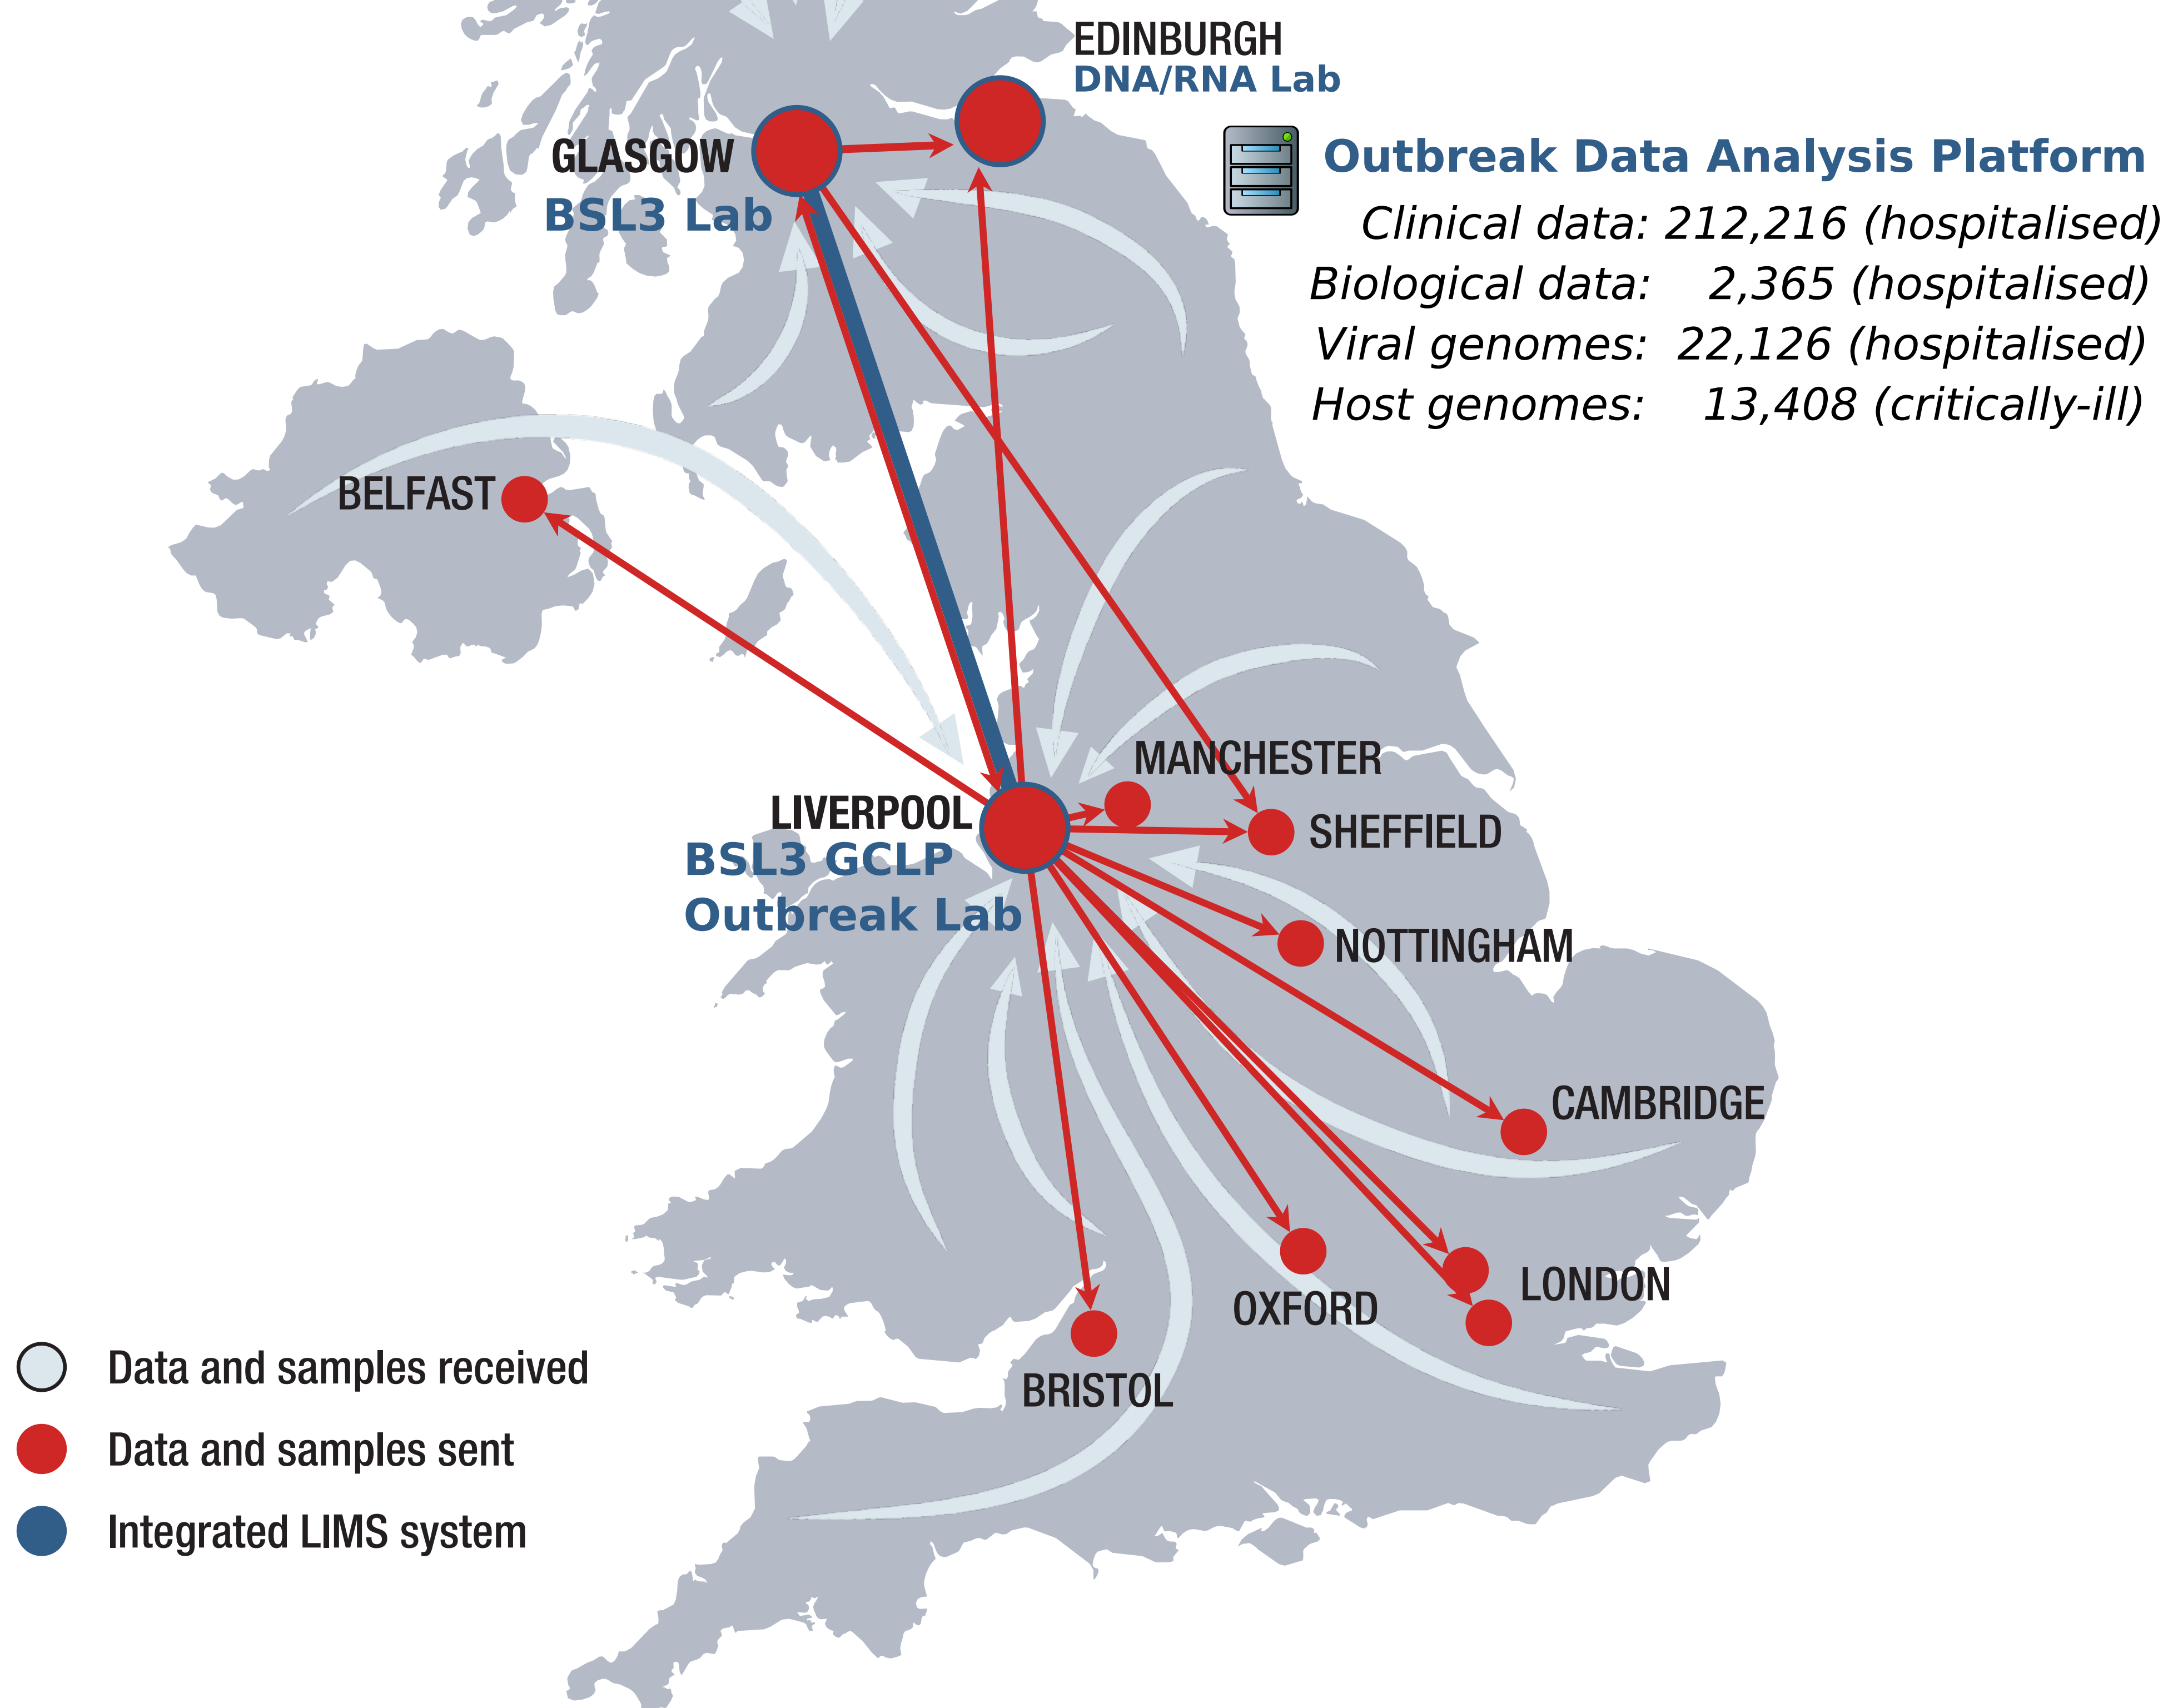 EDINBURGH
DNA/RNA Lab
GLASGOW
BSL3 Lab
Outbreak Data Analysis Platform
Clinical data: 212,216 (hospitalised)
Biological data: 2,365 (hospitalised)
Viral genomes: 22,126 (hospitalised)
Host genomes: 13,408 (critically-ill)
BELFAST
MANCHESTER
LIVERPOOL
BSL3 GCLP
Outbreak Lab
SHEFFIELD
NOTTINGHAM
CAMBRIDGE
LONDON
OXFORD
BRISTOL
Data and samples received
Data and samples sent
Integrated LIMS system